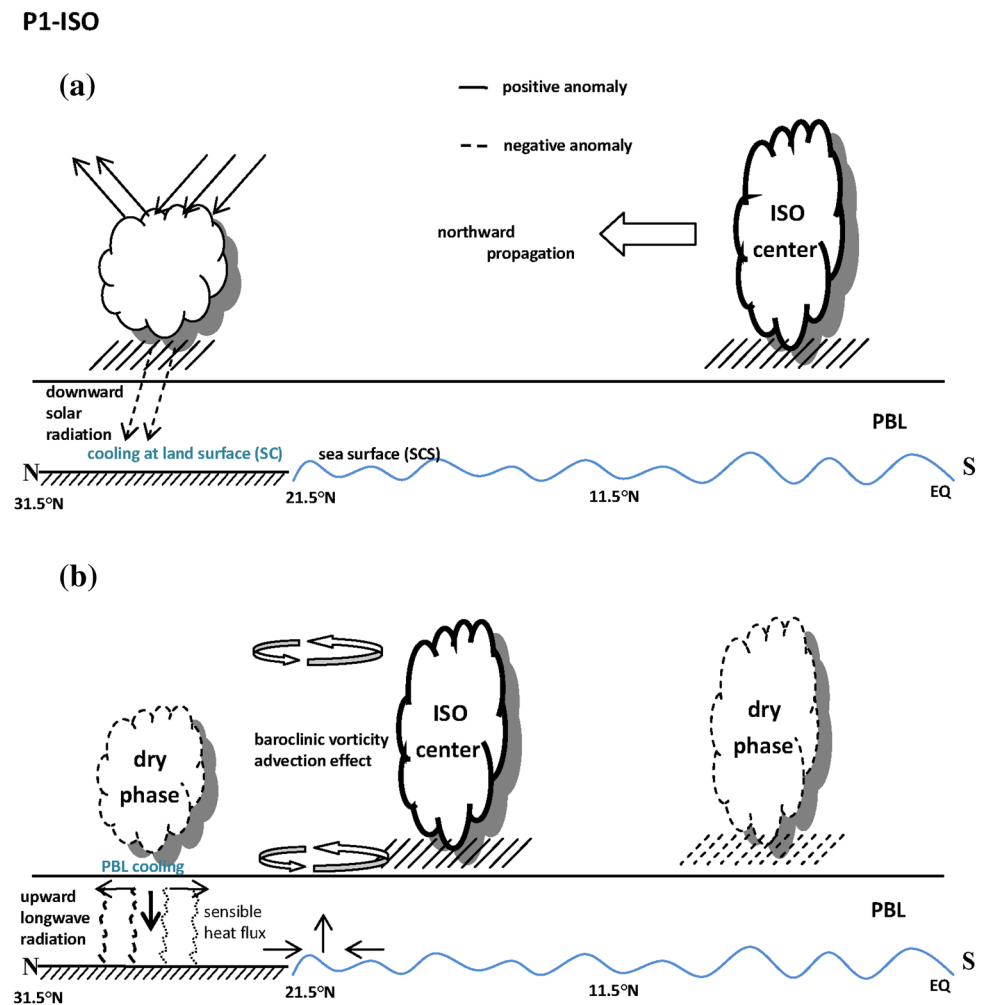 P1-ISO
(a)
positive anomaly
negative anomaly
ISO
center
northward
propagation
downward
solar
radiation
PBL
cooling at land surface (SC)
sea surface (SCS)
N
S
31.5°N
21.5°N
11.5°N
EQ
(b)
ISO
center
dry
phase
baroclinic vorticity
advection effect
dry
phase
PBL cooling
upward
longwave
radiation
sensible
heat flux
PBL
N
S
31.5°N
21.5°N
11.5°N
EQ